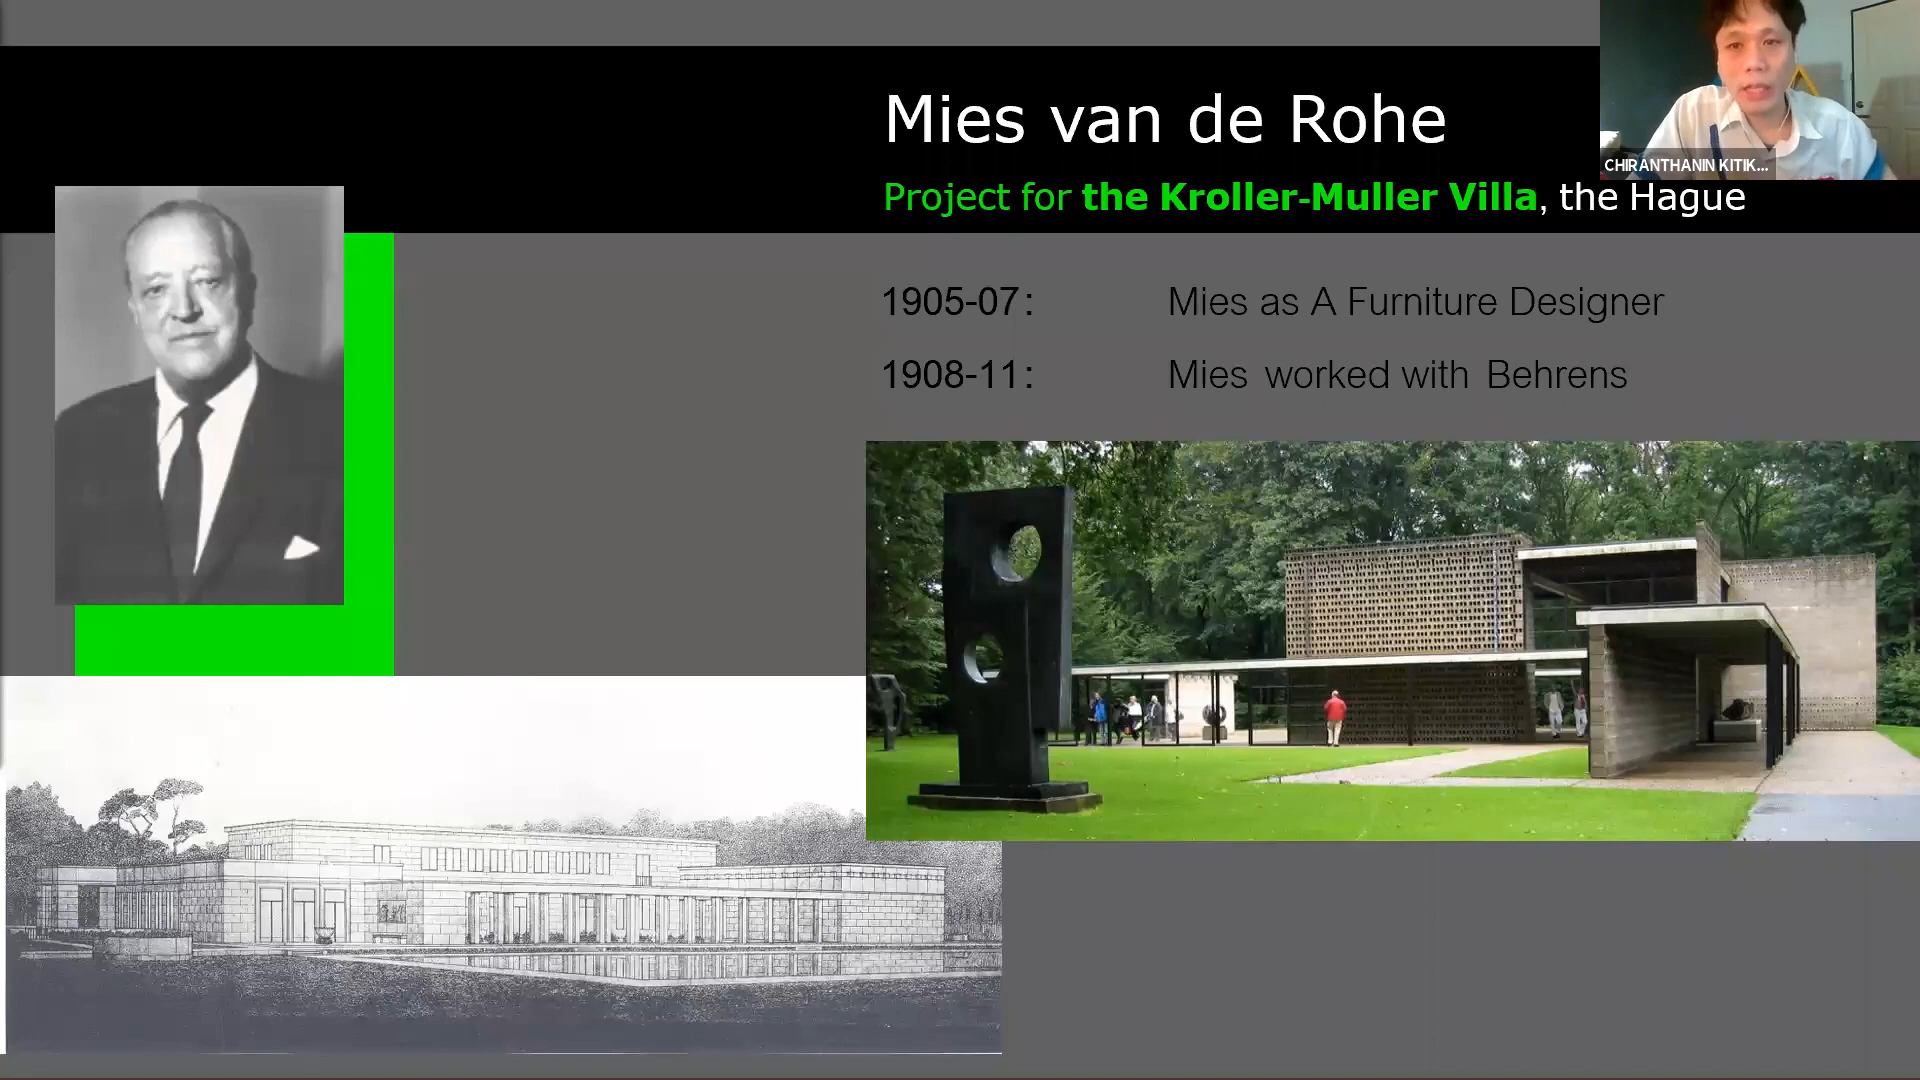 Mies van de Rohe
CHIRANTHANIN KITIK...
Project for the Kroller-Muller Villa, the Hague
1905-07: Mies as A Furniture Designer
1908-11: Mies worked with Behrens